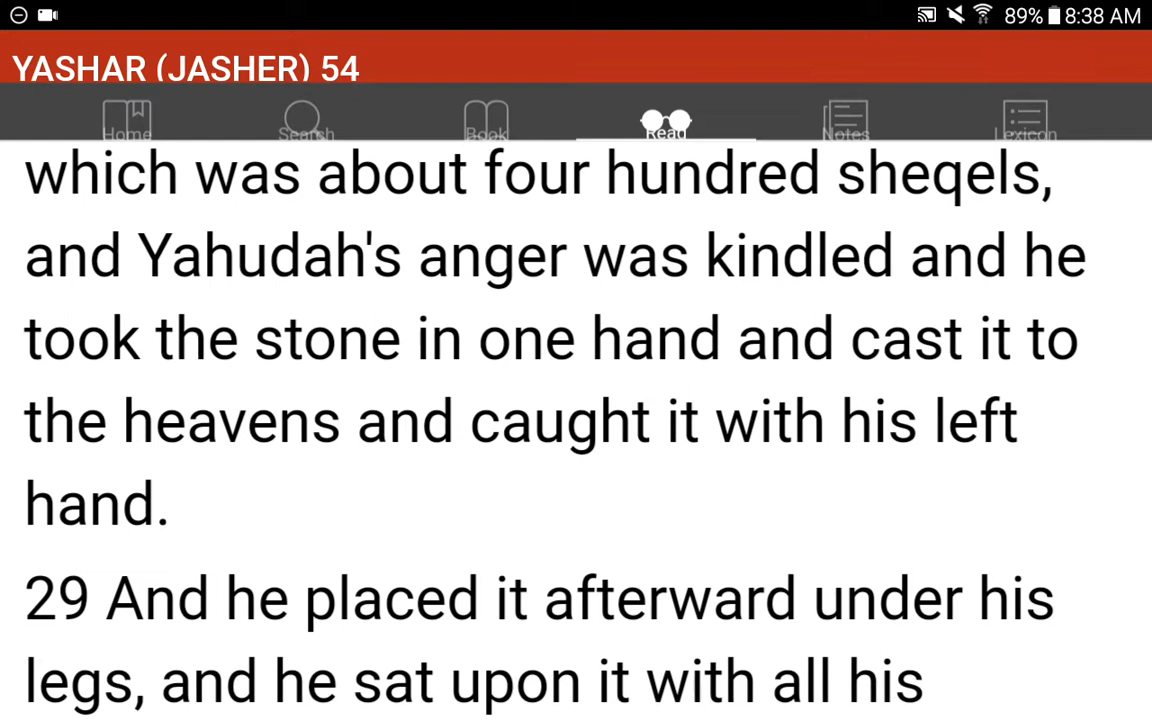 89% 8:38 AM
YASHAR (JASHER) 54
Home Search Book Read Notes Lexicon
which was about four hundred sheqels,
and Yahudah's anger was kindled and he
took the stone in one hand and cast it to
the heavens and caught it with his left
hand.
29 And he placed it afterward under his
legs, and he sat upon it with all his